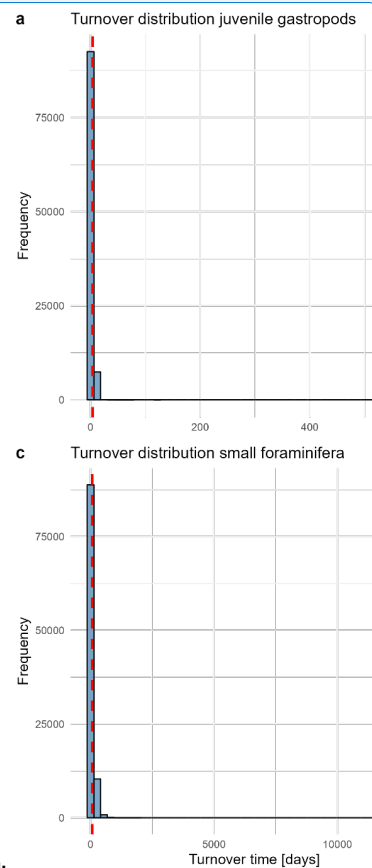 a Turnover distribution juvenile gastropods
75000
50000
25000
0
Frequency
0 200 400
c Turnover distribution small foraminifera
75000
50000
25000
0
Frequency
0 5000 10000
Turnover time [days]